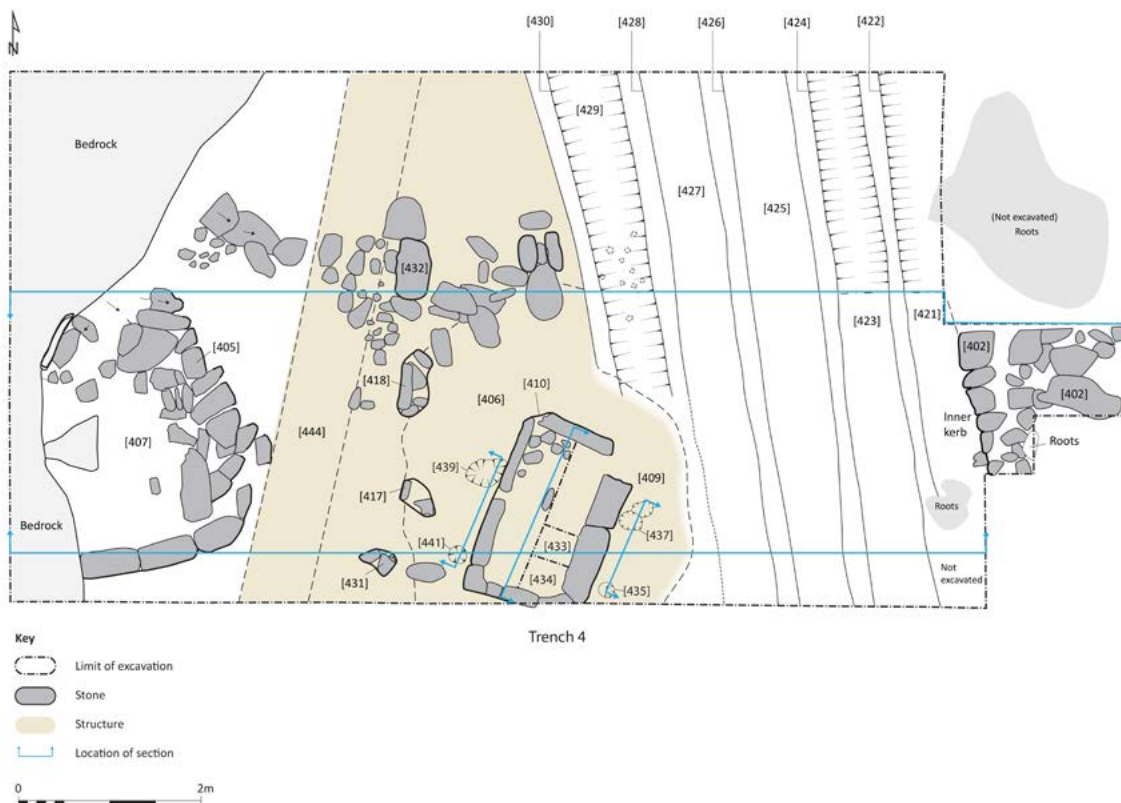 [430]
[428]
[426]
[424]
[422]
N
Bedrock
[429]
[427]
[425]
(Not excavated)
Roots
[432]
[405]
[418]
[406]
[410]
[423]
[421]
[402]
[402]
Inner
kerb
Roots
[407]
[444]
[439]
[409]
[417]
[437]
Roots
Bedrock
[441]
[433]
[431]
[434]
[435]
Not
excavated
Trench 4
Key
Limit of excavation
Stone
Structure
Location of section
0
2m